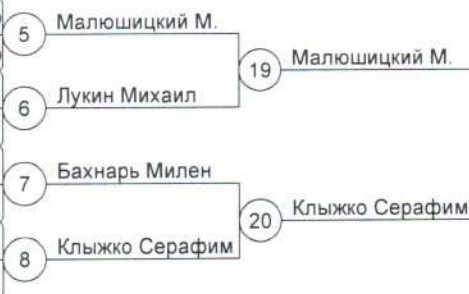 5 Малюшицкий М.
19 Малюшицкий М.
6 Лукин Михаил
7 Бахнарь Милен
20 Клыжко Серафим
8 Клыжко Серафим